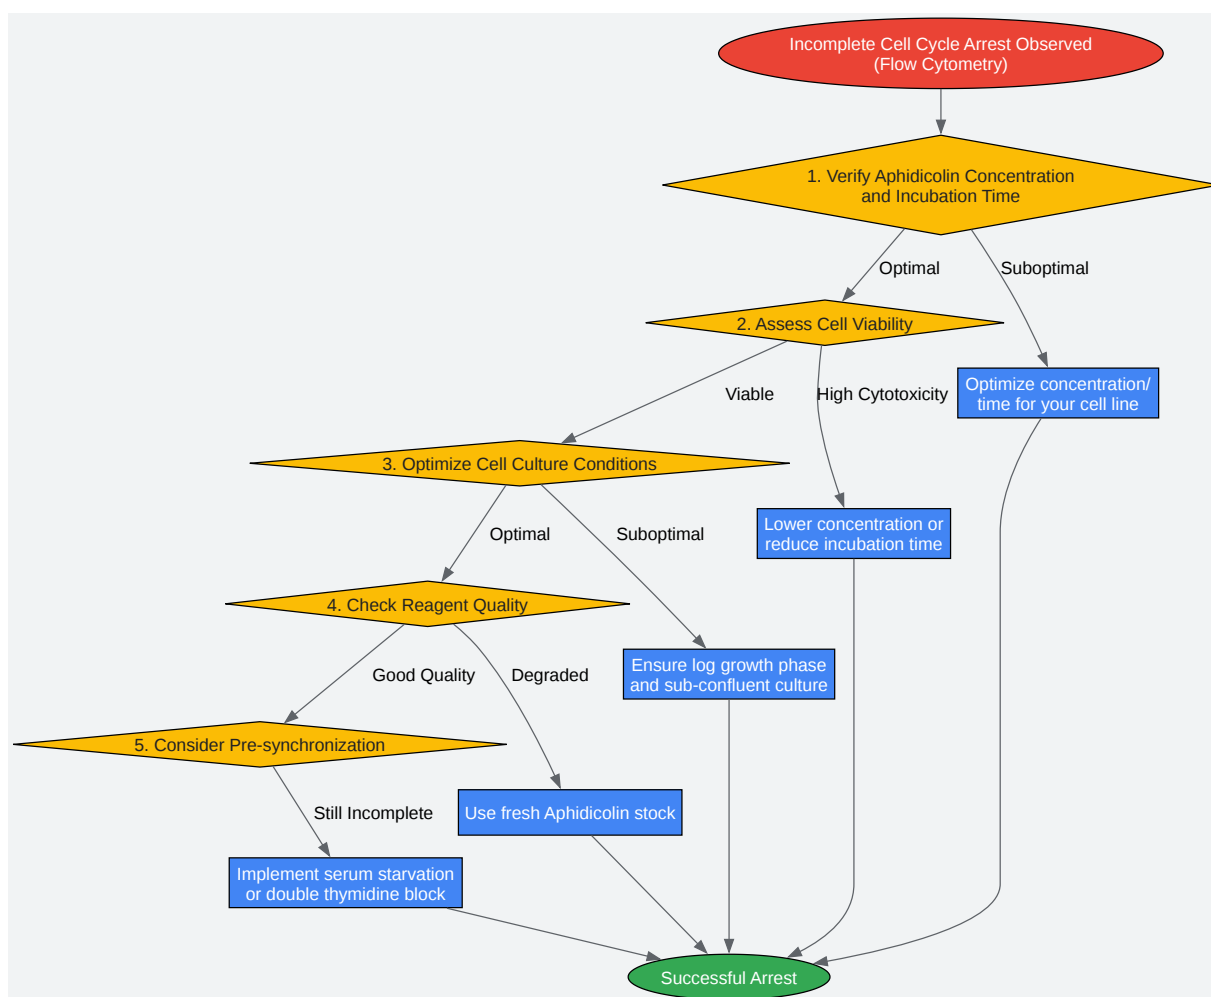 Incomplete Cell Cycle Arrest Observed
(Flow Cytometry)
1. Verify Aphidicolin Concentration
and Incubation Time
Optimal
Suboptimal
2. Assess Cell Viability
Optimize concentration/
time for your cell line
Viable
High Cytotoxicity
3. Optimize Cell Culture Conditions
Lower concentration or
reduce incubation time
Optimal
Suboptimal
4. Check Reagent Quality
Ensure log growth phase
and sub-confluent culture
Good Quality
Degraded
5. Consider Pre-synchronization
Still Incomplete
Use fresh Aphidicolin stock
Implement serum starvation
or double thymidine block
Successful Arrest